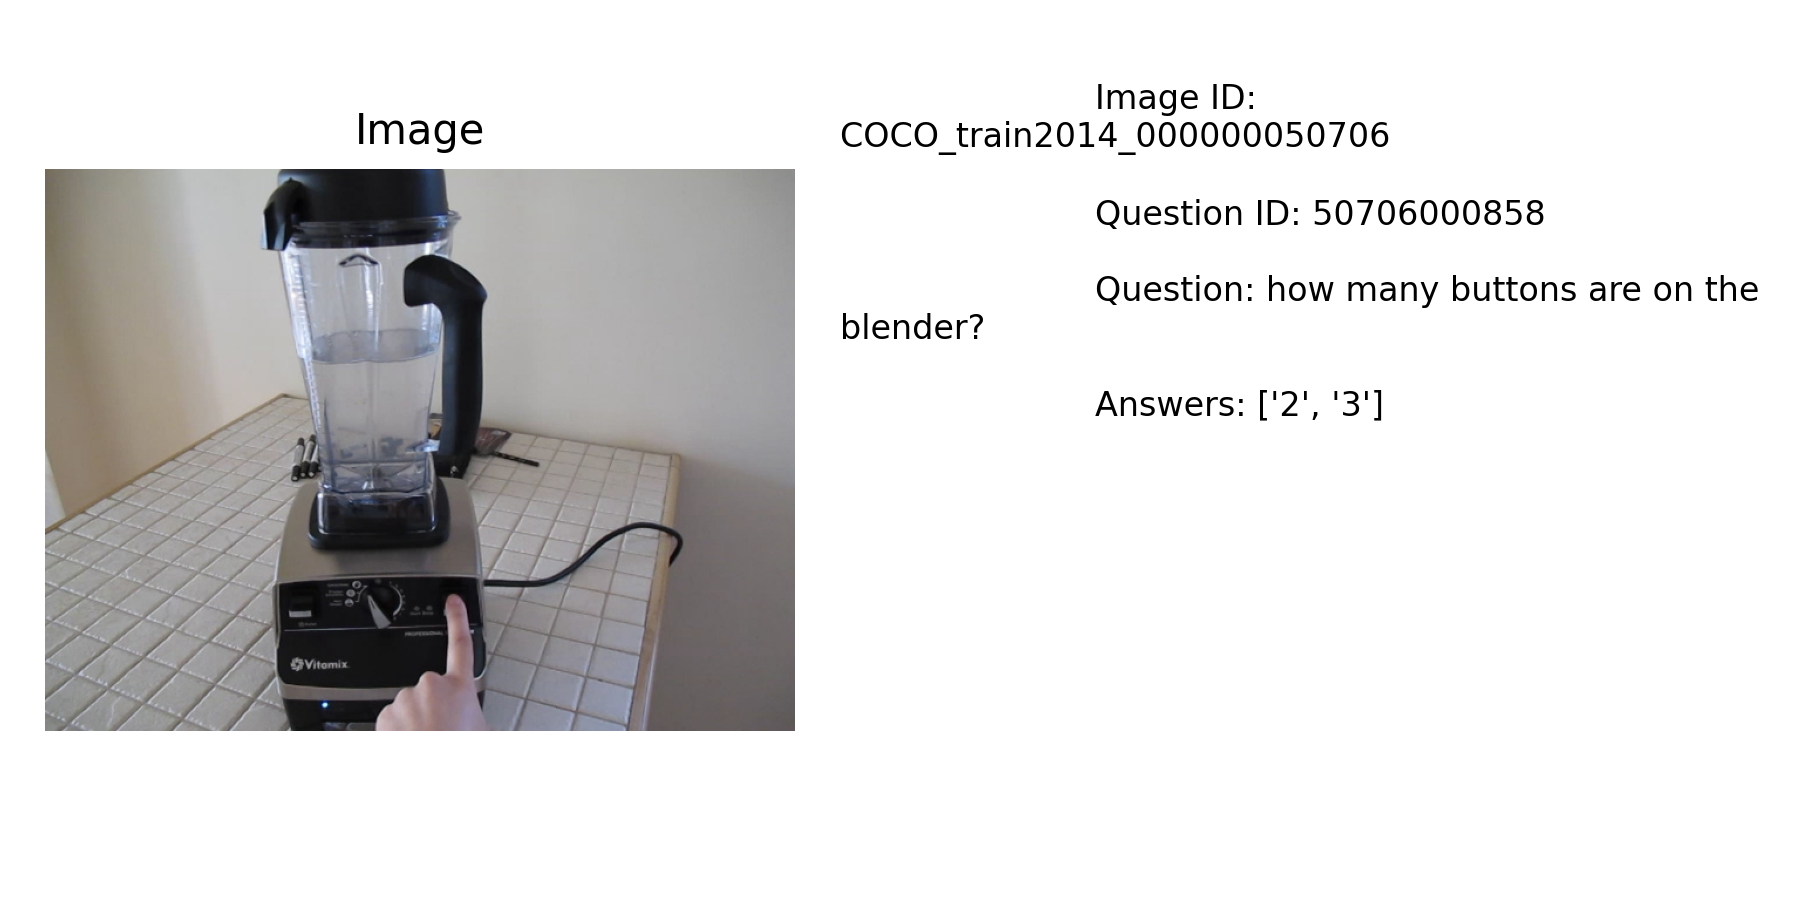 Image
Image ID:
COCO_train2014_000000050706
Question ID: 50706000858
Question: how many buttons are on the
blender?
Answers: ['2', '3']
PROFESSIONAL
Vitamix